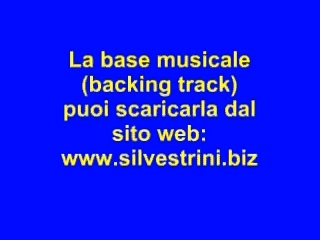 La base musicale
(backing track)
puoi scaricarla dal
sito web:
www.silvestrini.biz